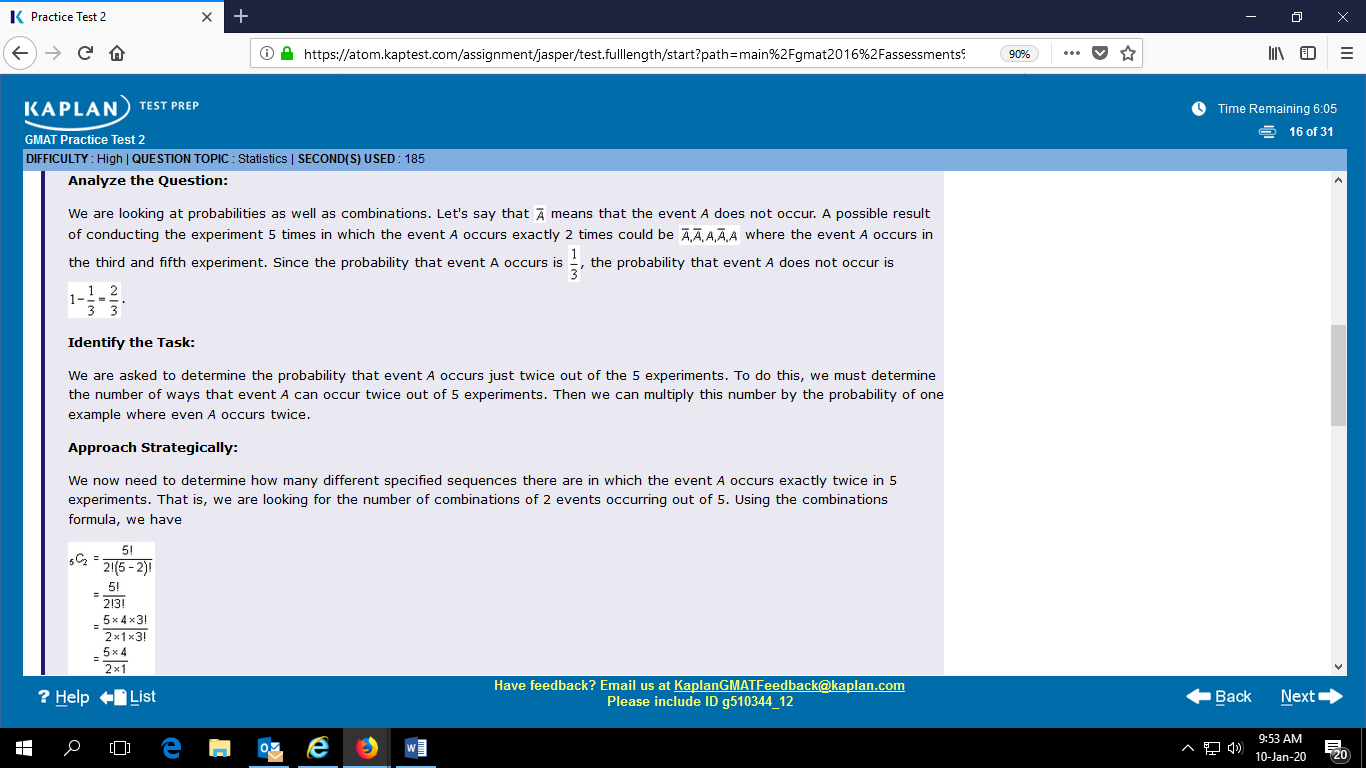 Practice Test 2
https://atom.kaptest.com/assignment/jasper/test.fulllength/start?path=main%2Fgmat2016%2Fassessments%
90%
KAPLAN TEST PREP
Time Remaining 6:05
GMAT Practice Test 2
16 of 31
DIFFICULTY : High | QUESTION TOPIC : Statistics | SECOND(S) USED : 185
Analyze the Question:
We are looking at probabilities as well as combinations. Let's say that A̅ means that the event A does not occur. A possible result
of conducting the experiment 5 times in which the event A occurs exactly 2 times could be A̅,A̅,A,A̅,A where the event A occurs in
the third and fifth experiment. Since the probability that event A occurs is 1/3, the probability that event A does not occur is
1-1/3=2/3.
Identify the Task:
We are asked to determine the probability that event A occurs just twice out of the 5 experiments. To do this, we must determine
the number of ways that event A can occur twice out of 5 experiments. Then we can multiply this number by the probability of one
example where even A occurs twice.
Approach Strategically:
We now need to determine how many different specified sequences there are in which the event A occurs exactly twice in 5
experiments. That is, we are looking for the number of combinations of 2 events occurring out of 5. Using the combinations
formula, we have
₅C₂ = 5!/2!(5-2)!
= 5!/2!3!
= 5×4×3!/2×1×3!
= 5×4/2×1
Have feedback? Email us at KaplanGMATFeedback@kaplan.com
Please include ID g510344_12
? Help List
Back Next
9:53 AM
10-Jan-20
20